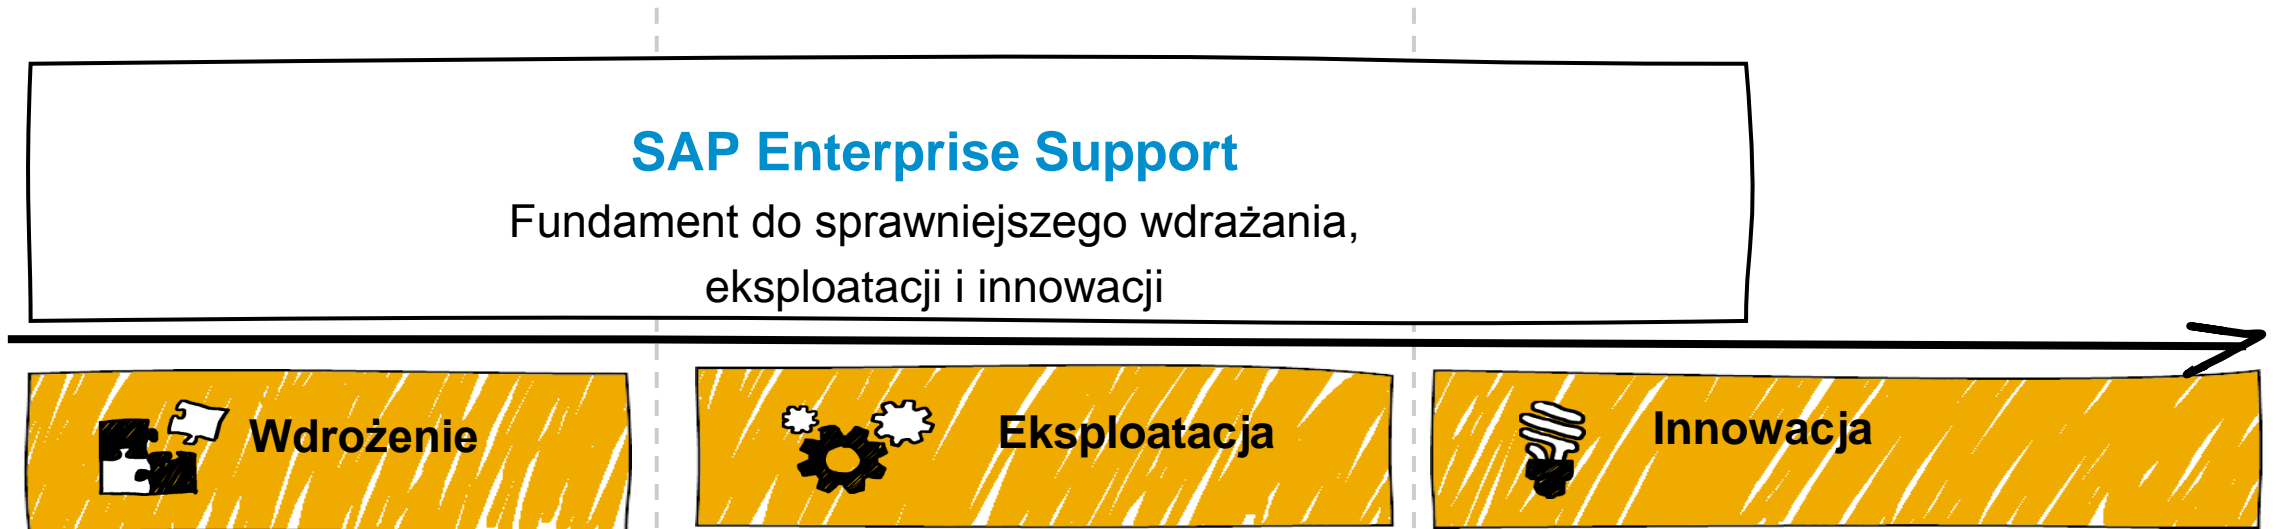 SAP Enterprise Support
Fundament do sprawniejszego wdrażania,
eksploatacji i innowacji
Wdrożenie
Eksploatacja
Innowacja